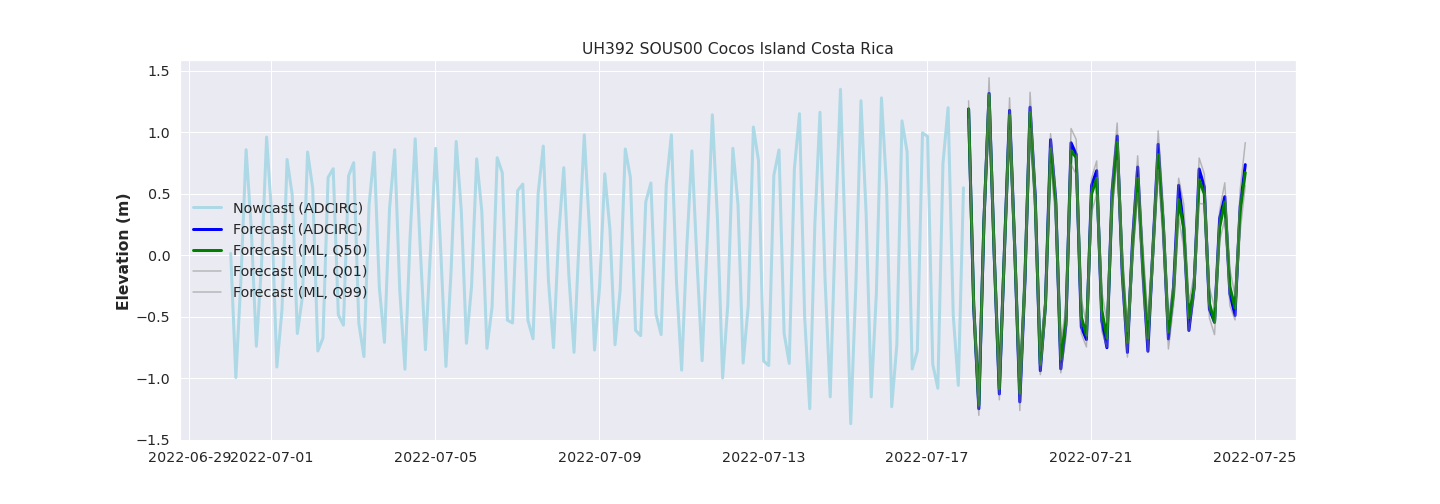 UH392 SOUS00 Cocos Island Costa Rica
1.5
1.0
0.5
0.0
−0.5
−1.0
−1.5
Elevation (m)
Nowcast (ADCIRC)
Forecast (ADCIRC)
Forecast (ML, Q50)
Forecast (ML, Q01)
Forecast (ML, Q99)
2022-06-29 2022-07-01 2022-07-05 2022-07-09 2022-07-13 2022-07-17 2022-07-21 2022-07-25